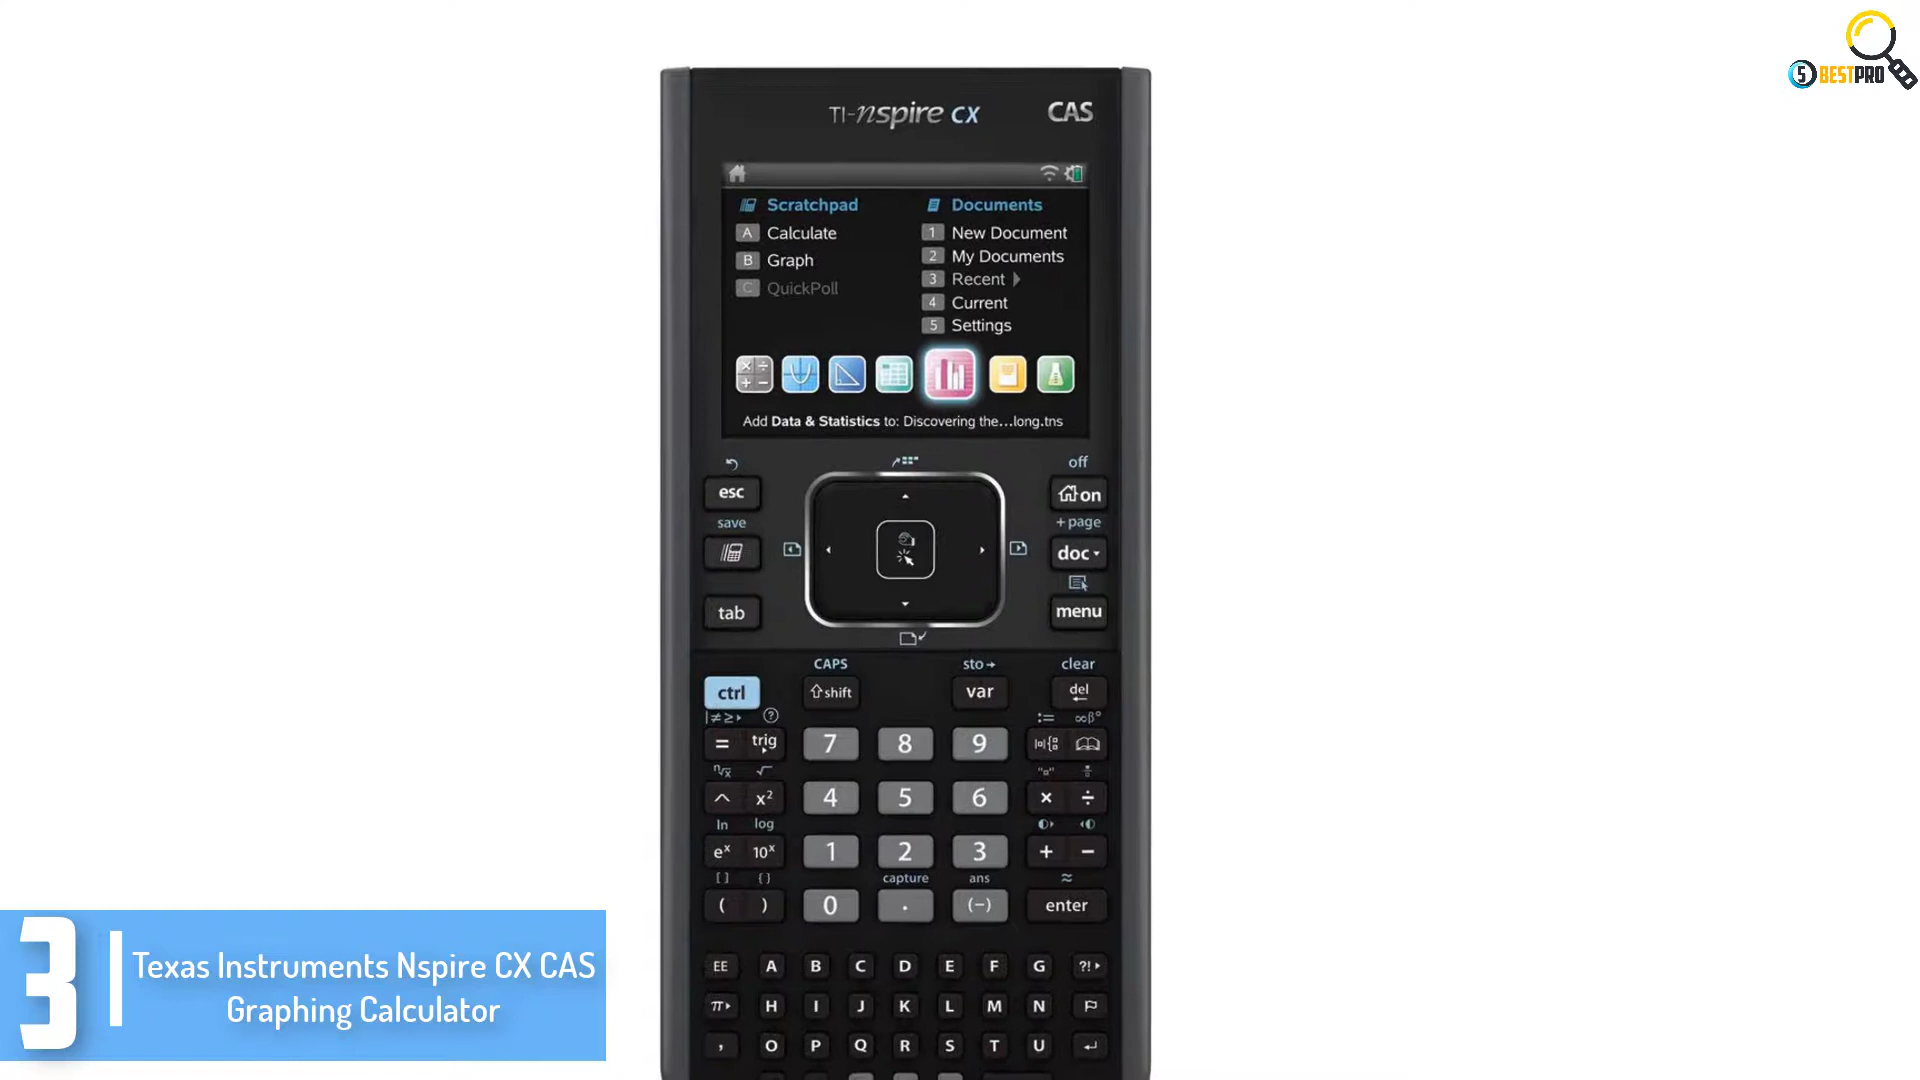 5 BESTPRO
TI-nspire CX CAS
Scratchpad Documents
A Calculate 1 New Document
B Graph 2 My Documents
C QuickPoll 3 Recent
4 Current
5 Settings
Add Data & Statistics to: Discovering the...long.tns
off
esc on
save +page
doc
tab menu
CAPS sto→ clear
ctrl ⇧shift var del
|≠≥▸ ? := ∞β°
= trig 7 8 9 |▫|{▫
ⁿ√x √ "▫"
^ x² 4 5 6 × ÷
ln log
eˣ 10ˣ 1 2 3 + −
[ ] { } capture ans ≈
( ) 0 . (−) enter
EE A B C D E F G ?!▸
π▸ H I J K L M N
, O P Q R S T U ↵
3 Texas Instruments Nspire CX CAS
Graphing Calculator